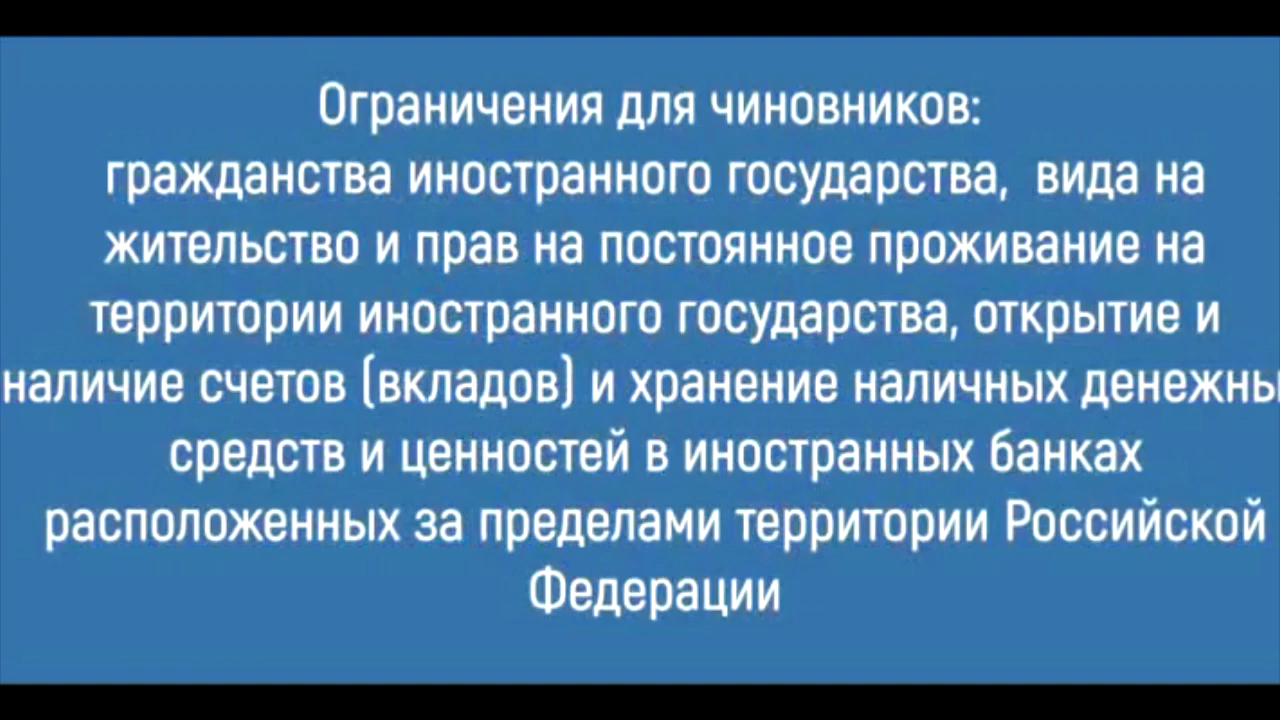 Ограничения для чиновников:
гражданства иностранного государства, вида на
жительство и прав на постоянное проживание на
территории иностранного государства, открытие и
наличие счетов (вкладов) и хранение наличных денежны
средств и ценностей в иностранных банках
расположенных за пределами территории Российской
Федерации